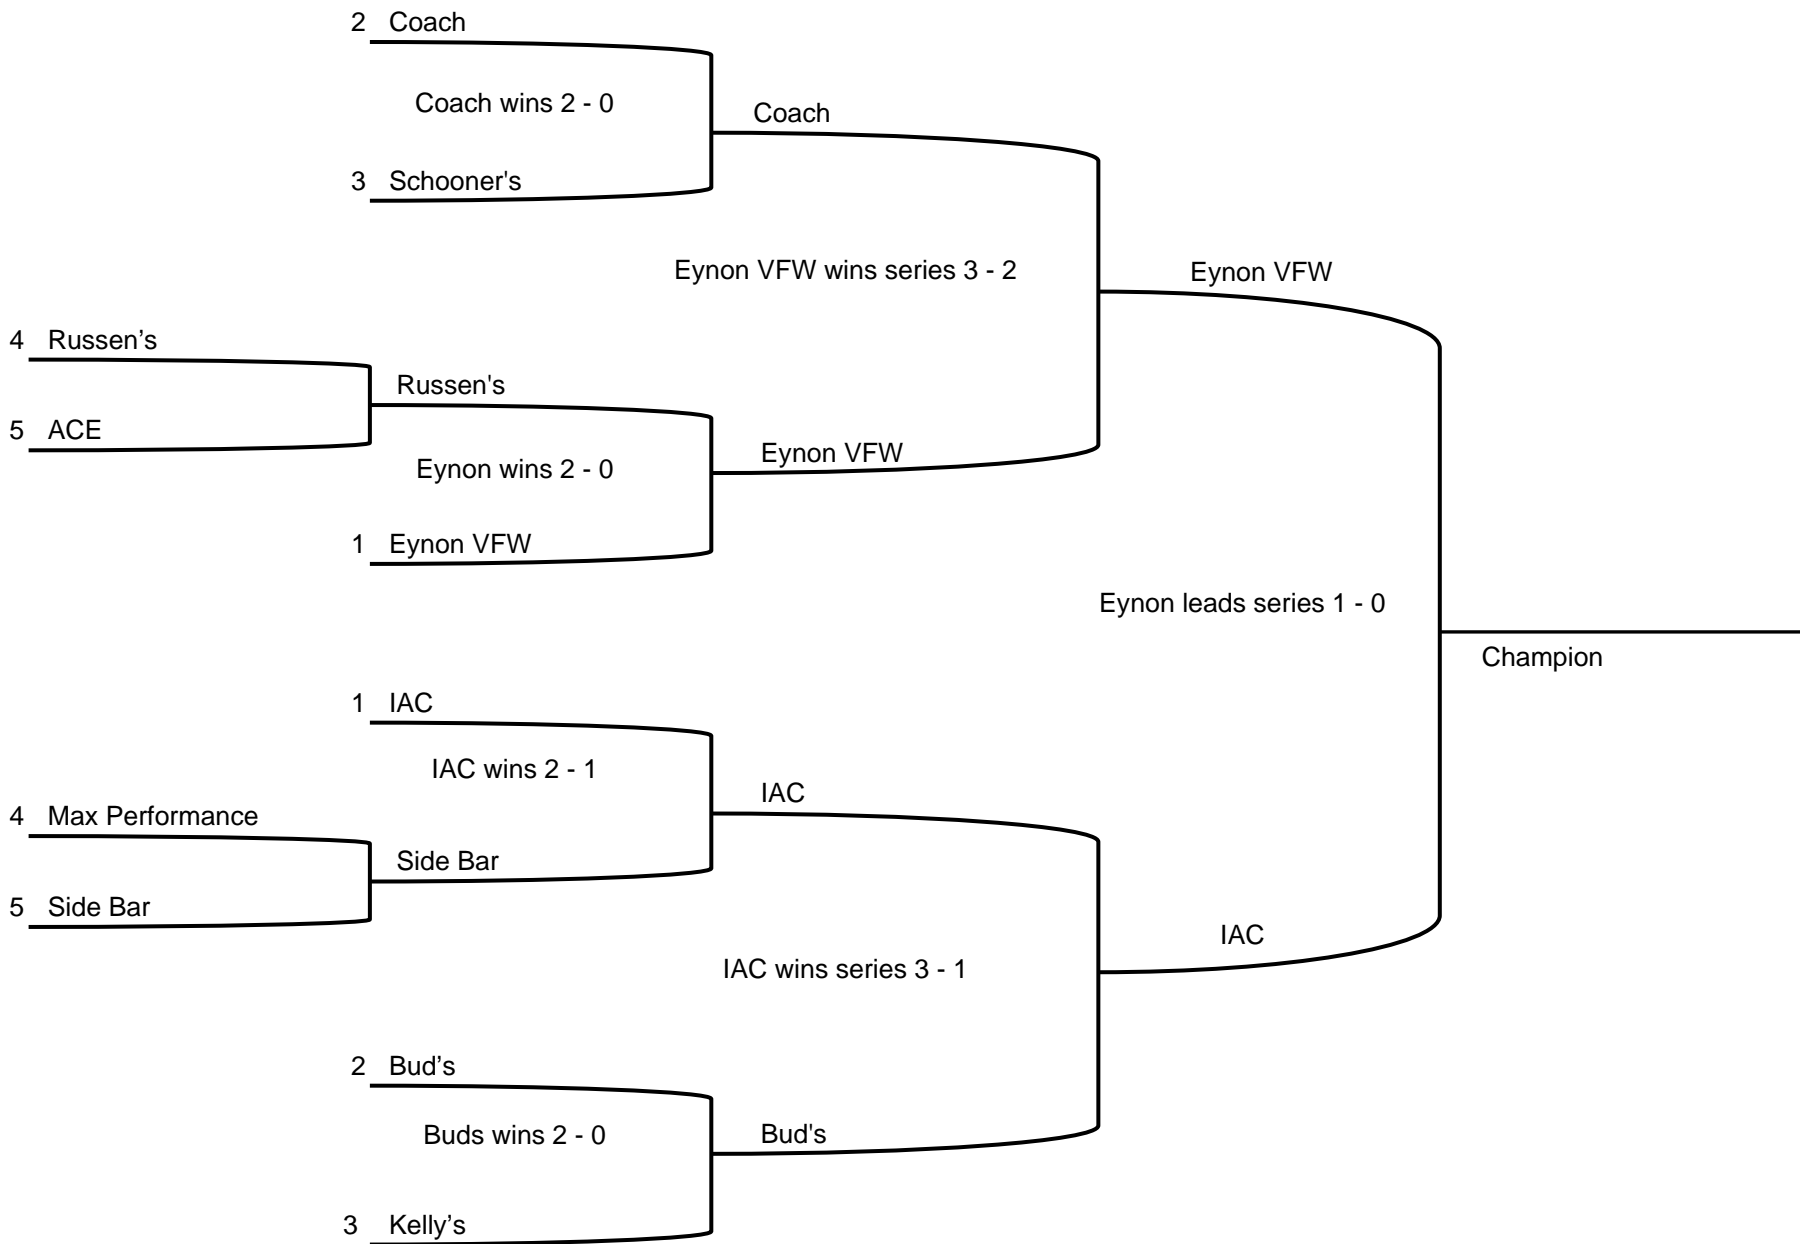 2 Coach
Coach wins 2 - 0
Coach
3 Schooner's
Eynon VFW wins series 3 - 2
Eynon VFW
4 Russen’s
Russen's
5 ACE
Eynon VFW
Eynon wins 2 - 0
1 Eynon VFW
Eynon leads series 1 - 0
Champion
1 IAC
IAC wins 2 - 1
IAC
4 Max Performance
Side Bar
5 Side Bar
IAC
IAC wins series 3 - 1
2 Bud’s
Buds wins 2 - 0
Bud's
3 Kelly’s